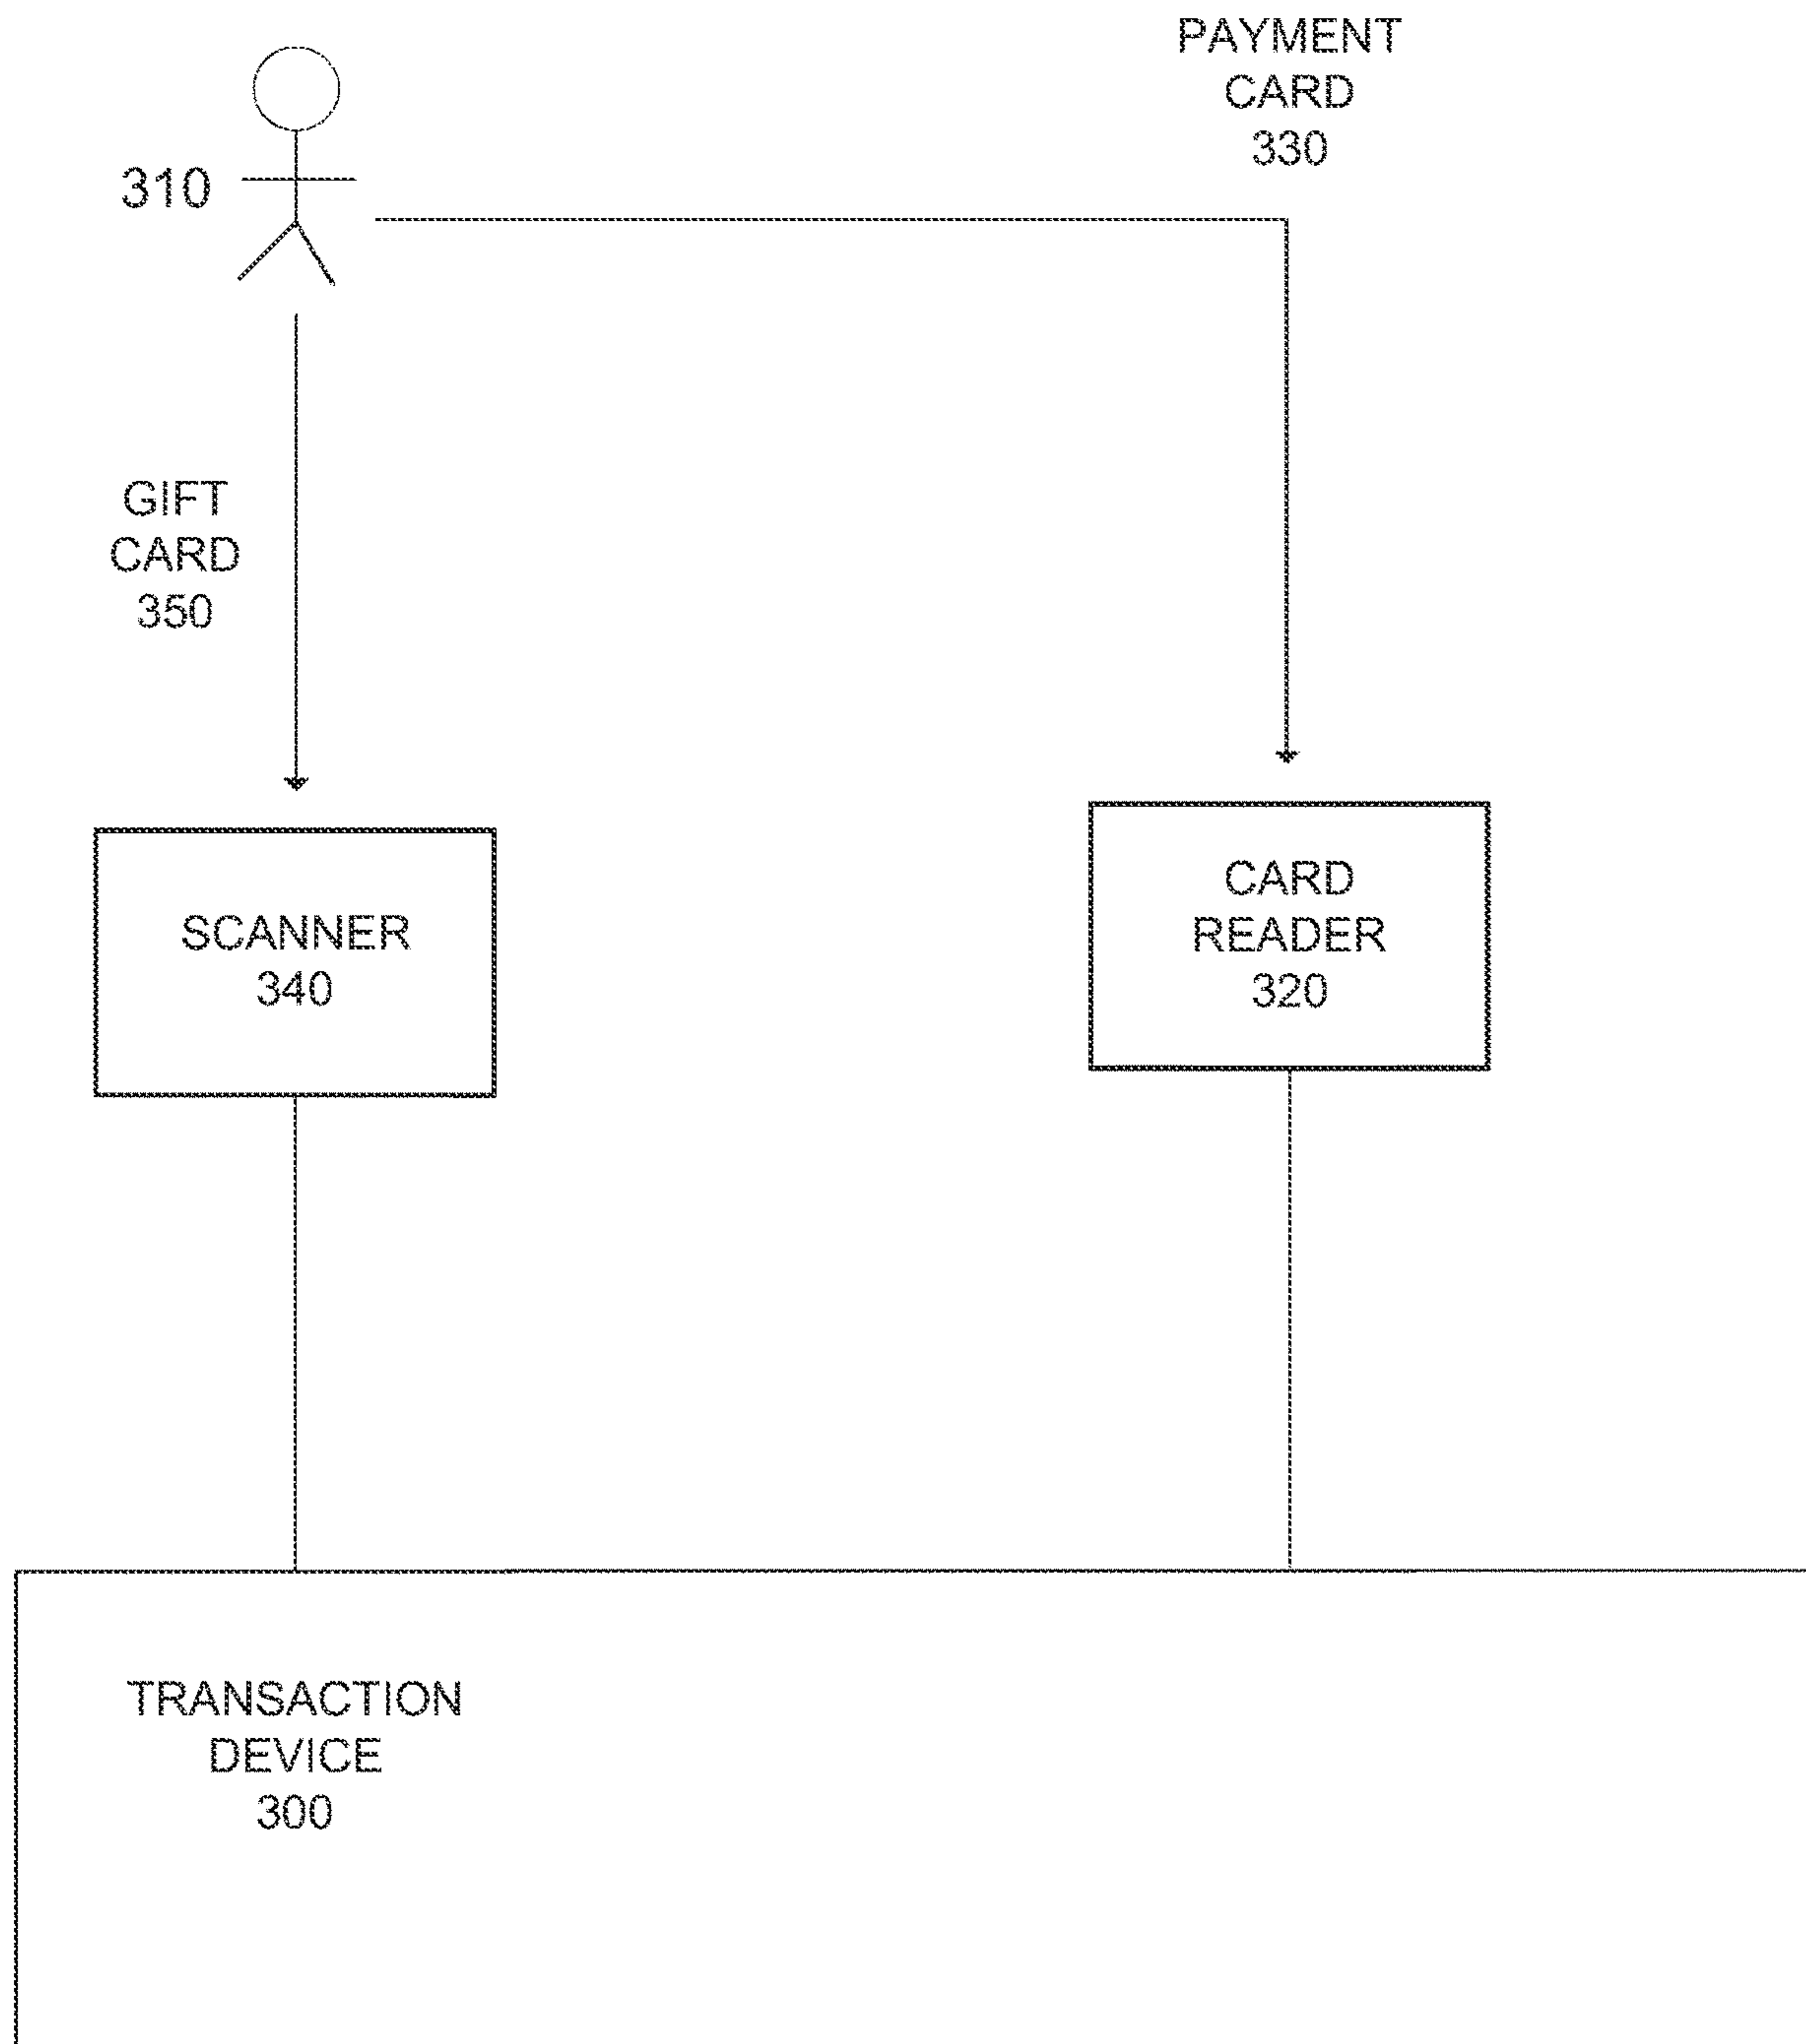 PAYMENT
CARD
330
310
GIFT
CARD
350
SCANNER
340
CARD
READER
320
TRANSACTION
DEVICE
300